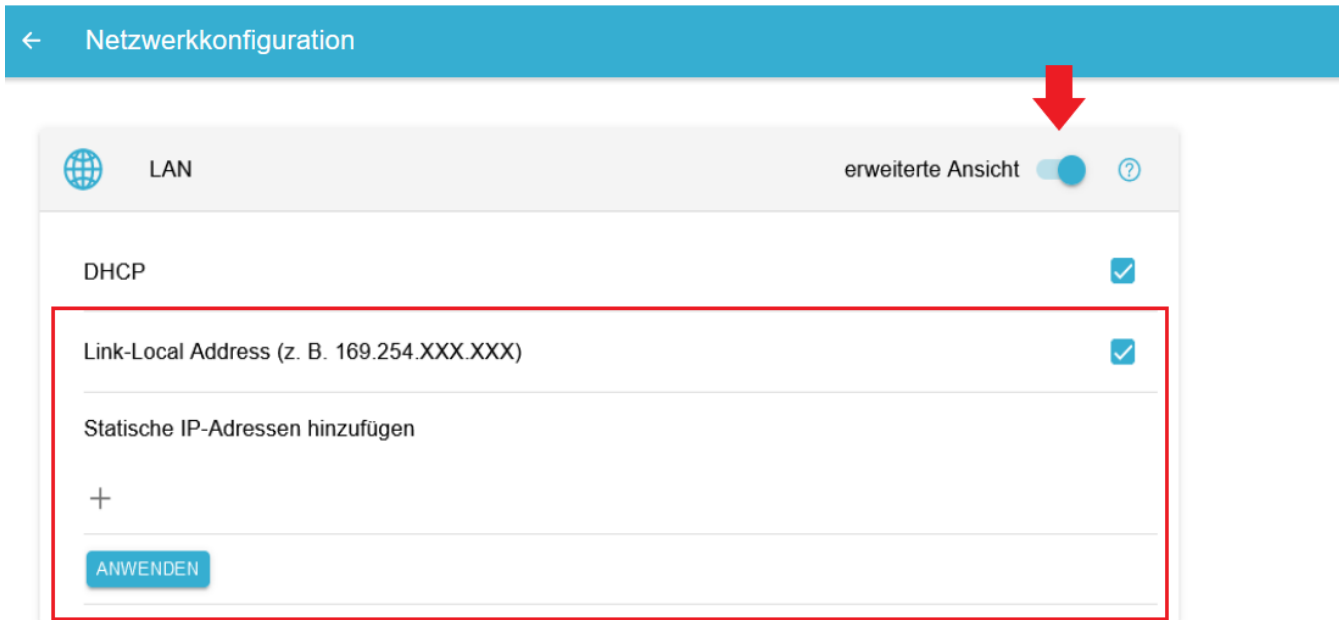 Netzwerkkonfiguration
LAN
erweiterte Ansicht
DHCP
Link-Local Address (z. B. 169.254.XXX.XXX)
Statische IP-Adressen hinzufügen
ANWENDEN